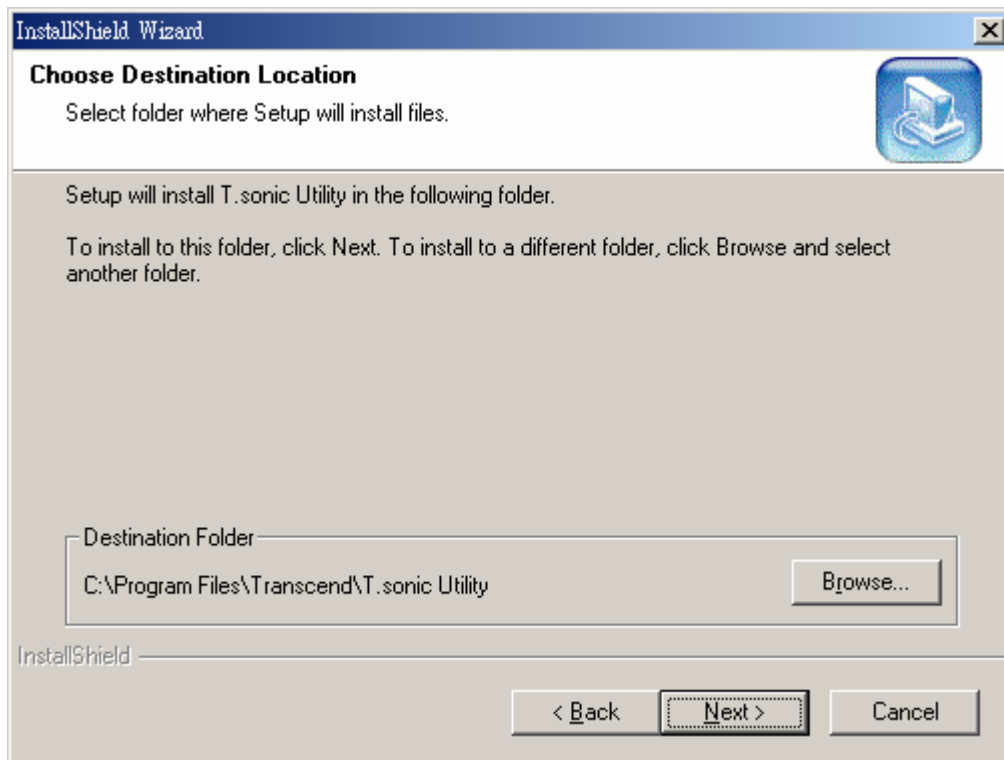 InstallShield Wizard
Choose Destination Location
Select folder where Setup will install files.
Setup will install T.sonic Utility in the following folder.
To install to this folder, click Next. To install to a different folder, click Browse and select
another folder.
Destination Folder
C:\Program Files\Transcend\T.sonic Utility
Browse...
InstallShield
< Back
Next >
Cancel